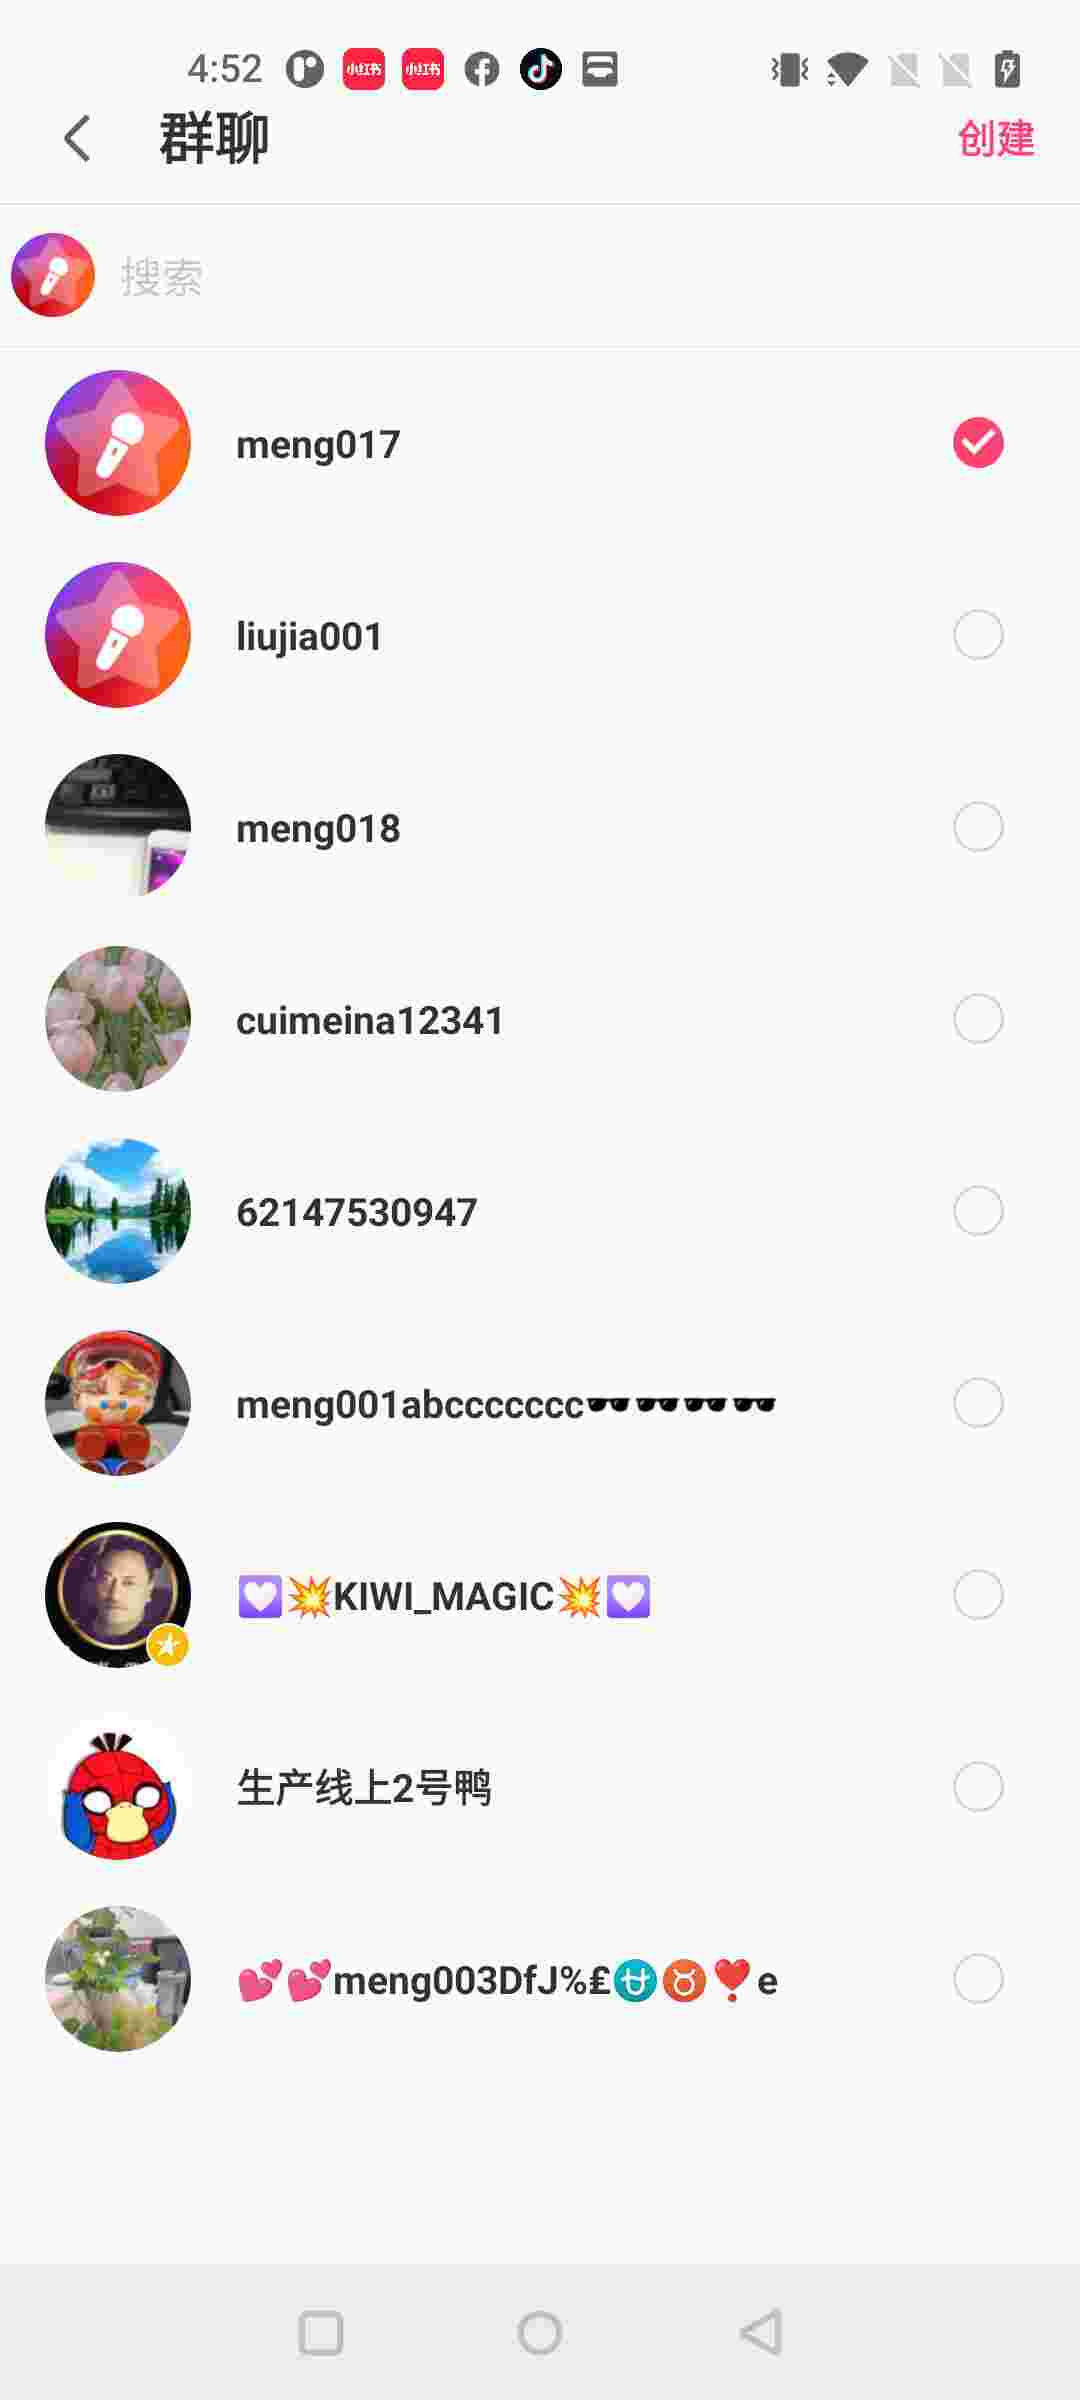 4:52 小红书 小红书
群聊 创建
搜索
meng017
liujia001
meng018
cuimeina12341
62147530947
meng001abccccccc🕶🕶🕶🕶
💟💥KIWI_MAGIC💥💟
生产线上2号鸭
💕💕meng003DfJ%₤⛎♉❣e